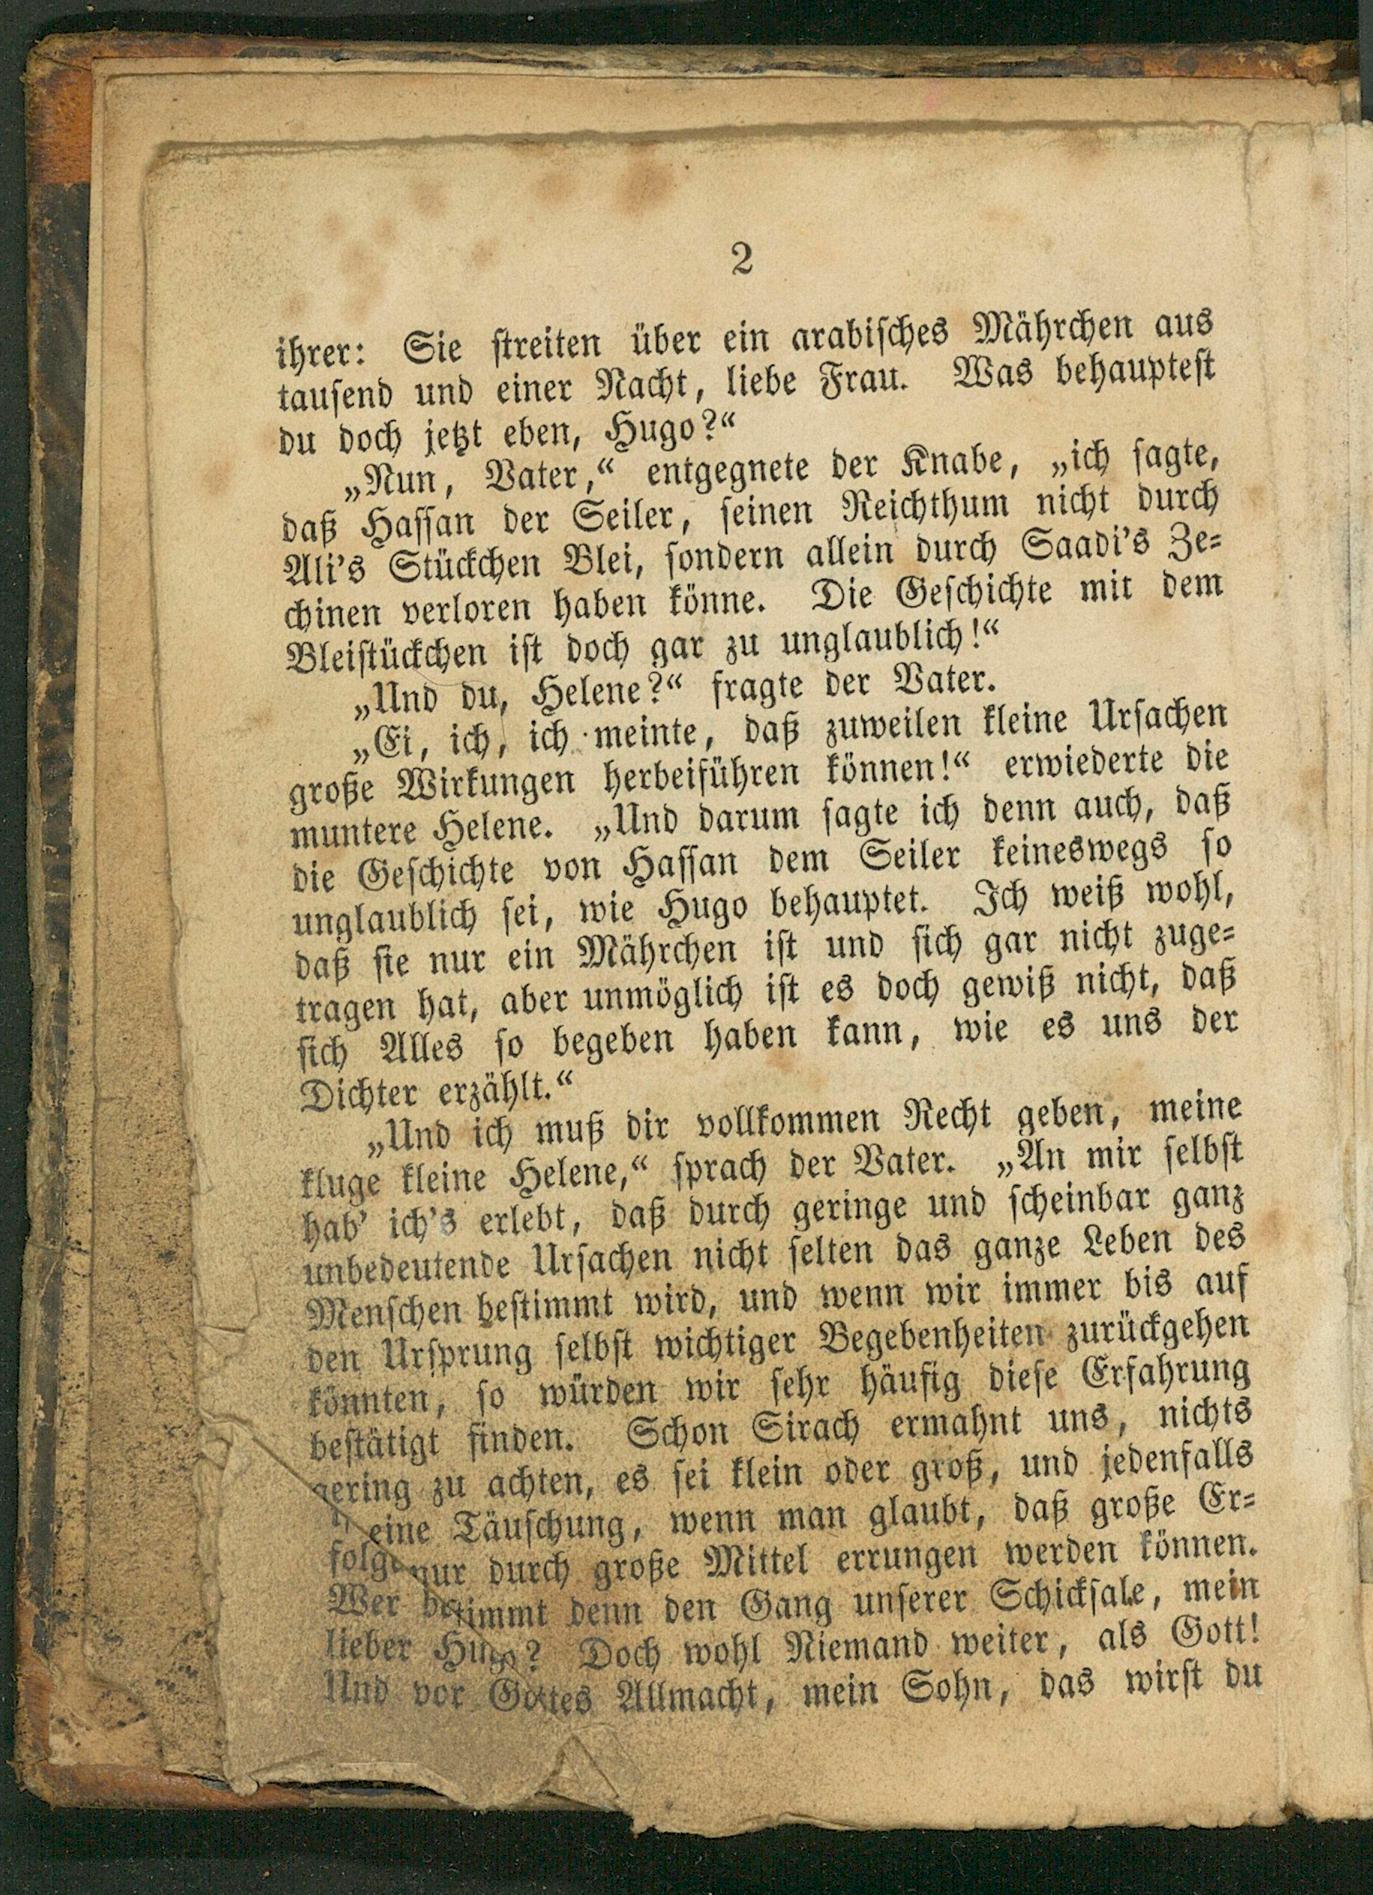 2
ihrer: Sie streiten über ein arabisches Mährchen aus
tausend und einer Nacht, liebe Frau. Was behauptest
du doch jetzt eben, Hugo?“
„Nun, Vater,“ entgegnete der Knabe, „ich sagte,
daß Hassan der Seiler, seinen Reichthum nicht durch
Ali's Stückchen Blei, sondern allein durch Saadi's Ze-
chinen verloren haben könne. Die Geschichte mit dem
Bleistückchen ist doch gar zu unglaublich!“
„Und du, Helene?“ fragte der Vater.
„Ei, ich, ich meinte, daß zuweilen kleine Ursachen
große Wirkungen herbeiführen können!“ erwiederte die
muntere Helene. „Und darum sagte ich denn auch, daß
die Geschichte von Hassan dem Seiler keineswegs so
unglaublich sei, wie Hugo behauptet. Ich weiß wohl,
daß sie nur ein Mährchen ist und sich gar nicht zuge-
tragen hat, aber unmöglich ist es doch gewiß nicht, daß
sich Alles so begeben haben kann, wie es uns der
Dichter erzählt.“
„Und ich muß dir vollkommen Recht geben, meine
kluge kleine Helene,“ sprach der Vater. „An mir selbst
hab' ich's erlebt, daß durch geringe und scheinbar ganz
unbedeutende Ursachen nicht selten das ganze Leben des
Menschen bestimmt wird, und wenn wir immer bis auf
den Ursprung selbst wichtiger Begebenheiten zurückgehen
könnten, so würden wir sehr häufig diese Erfahrung
bestätigt finden. Schon Sirach ermahnt uns, nichts
gering zu achten, es sei klein oder groß, und jedenfalls
eine Täuschung, wenn man glaubt, daß große Er-
folge nur durch große Mittel errungen werden können.
Wer bestimmt denn den Gang unserer Schicksale, mein
lieber Hugo? Doch wohl Niemand weiter, als Gott!
Und vor Gottes Allmacht, mein Sohn, das wirst du